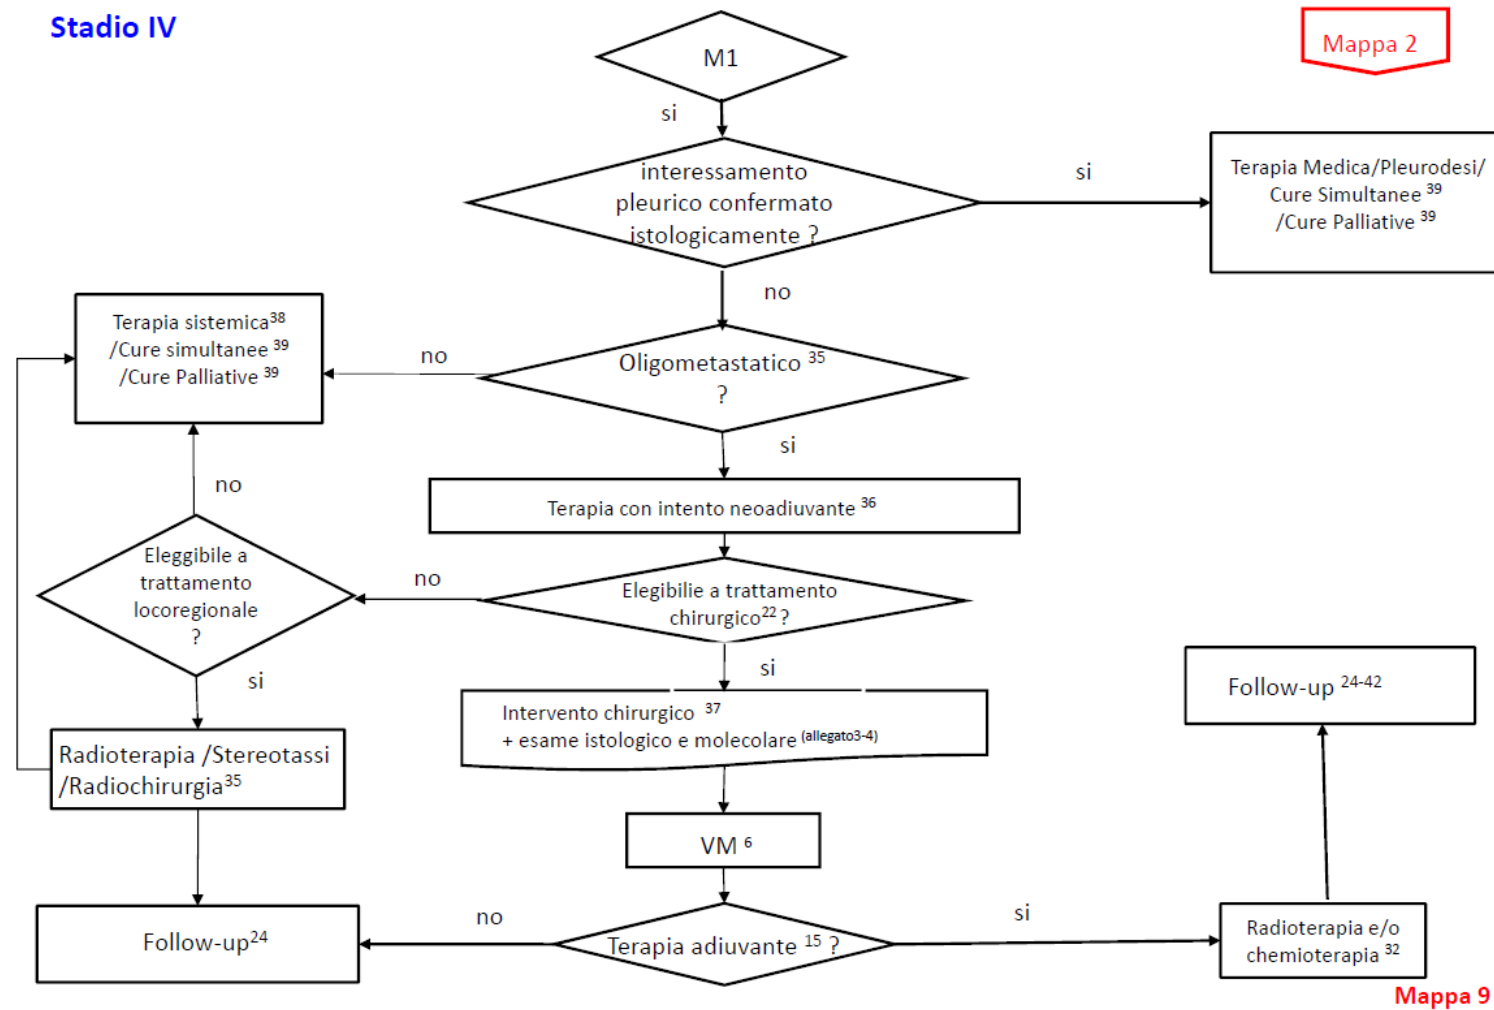 Stadio IV
M1
Mappa 2
si
interessamento
pleurico confermato
istologicamente ?
si
Terapia Medica/Pleurodesi/
Cure Simultanee 39
/Cure Palliative 39
no
Terapia sistemica38
/Cure simultanee 39
/Cure Palliative 39
no
Oligometastatico 35
?
si
no
Terapia con intento neoadiuvante 36
Eleggibile a
trattamento
locoregionale
?
no
Elegibilie a trattamento
chirurgico22 ?
si
si
Intervento chirurgico 37
+ esame istologico e molecolare (allegato3-4)
Follow-up 24-42
Radioterapia /Stereotassi
/Radiochirurgia35
VM 6
no
si
Follow-up24
Terapia adiuvante 15 ?
Radioterapia e/o
chemioterapia 32
Mappa 9